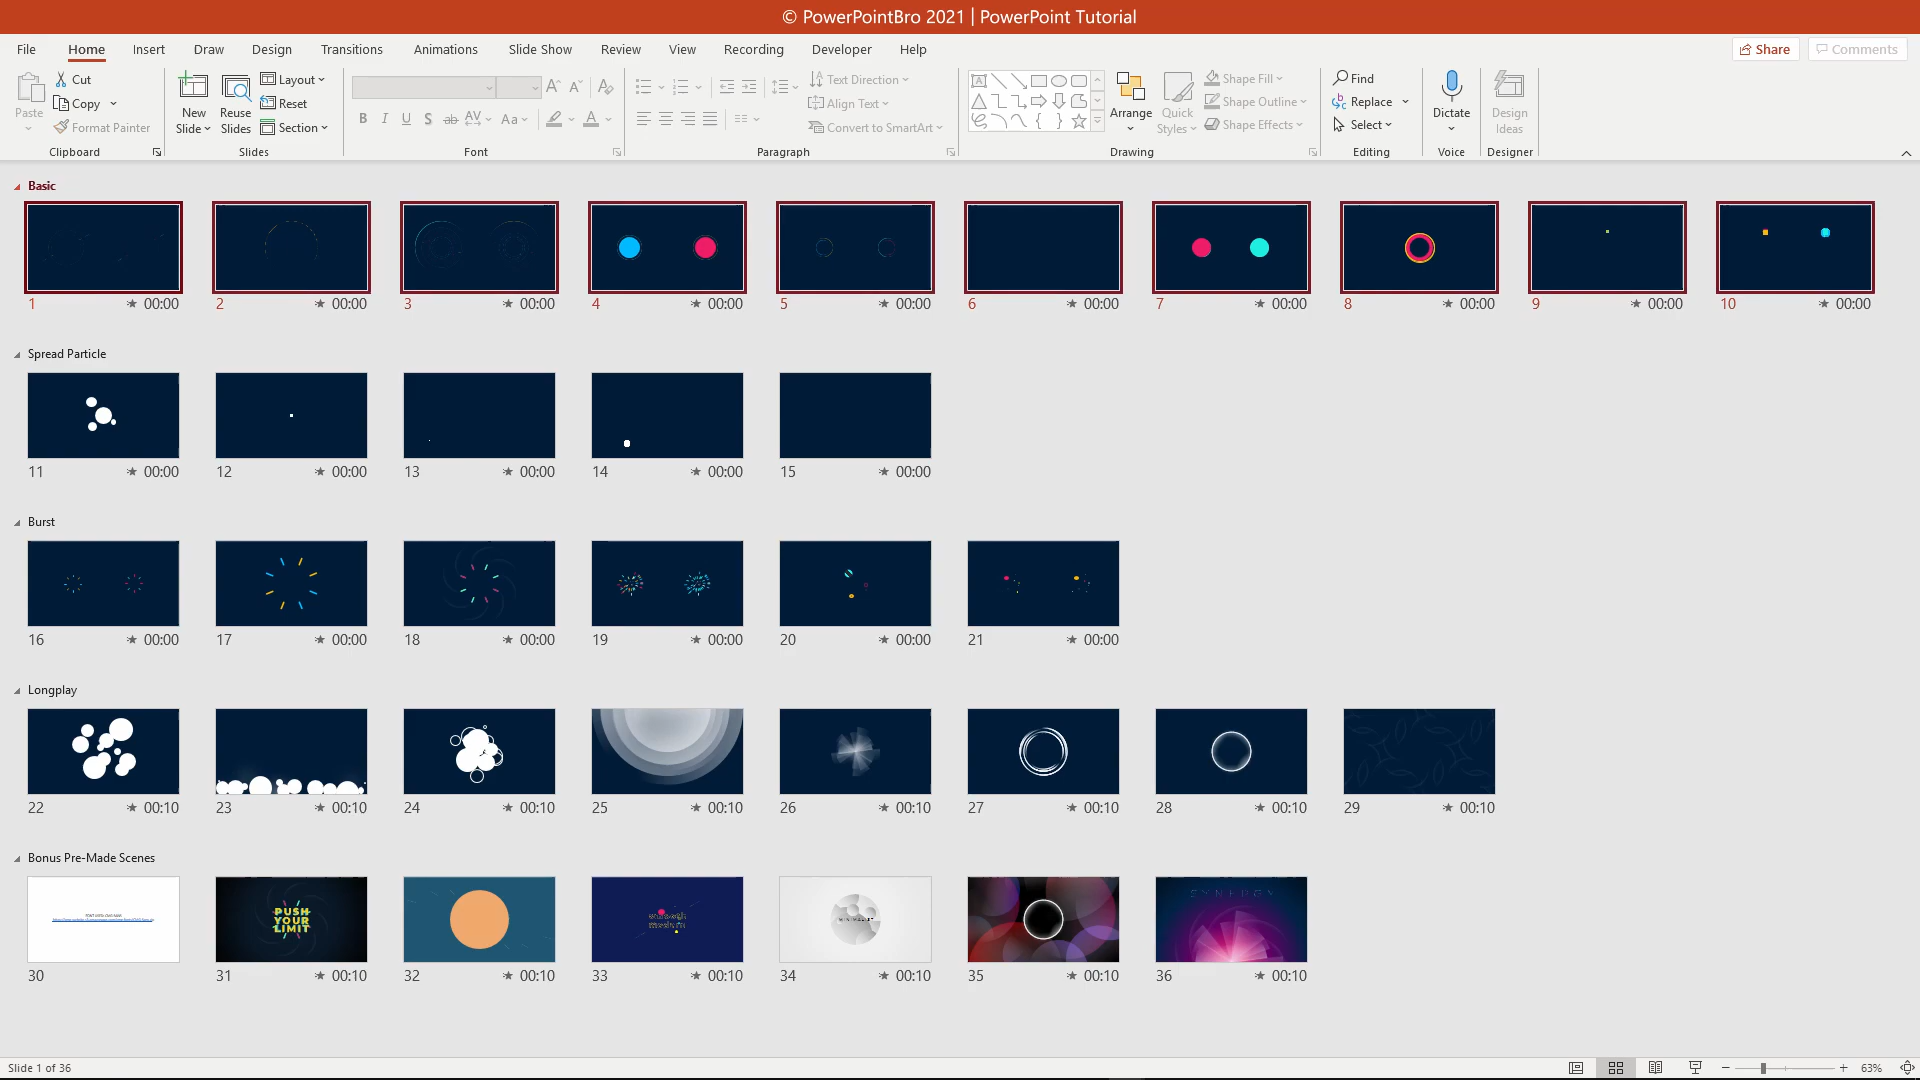 © PowerPointBro 2021 | PowerPoint Tutorial
File Home Insert Draw Design Transitions Animations Slide Show Review View Recording Developer Help Share Comments
Paste Cut Copy Format Painter Clipboard
New Slide Reuse Slides Layout Reset Section Slides
B I U S ab AV Aa A Font
Text Direction Align Text Convert to SmartArt Paragraph
Arrange Quick Styles Shape Fill Shape Outline Shape Effects Drawing
Find Replace Select Editing
Dictate Voice
Design Ideas Designer
Basic
1 00:00 2 00:00 3 00:00 4 00:00 5 00:00 6 00:00 7 00:00 8 00:00 9 00:00 10 00:00
Spread Particle
11 00:00 12 00:00 13 00:00 14 00:00 15 00:00
Burst
16 00:00 17 00:00 18 00:00 19 00:00 20 00:00 21 00:00
Longplay
22 00:10 23 00:10 24 00:10 25 00:10 26 00:10 27 00:10 28 00:10 29 00:10
Bonus Pre-Made Scenes
PUSH
YOUR
LIMIT
30 31 00:10 32 00:10 33 00:10 34 00:10 35 00:10 36 00:10
Slide 1 of 36 63%